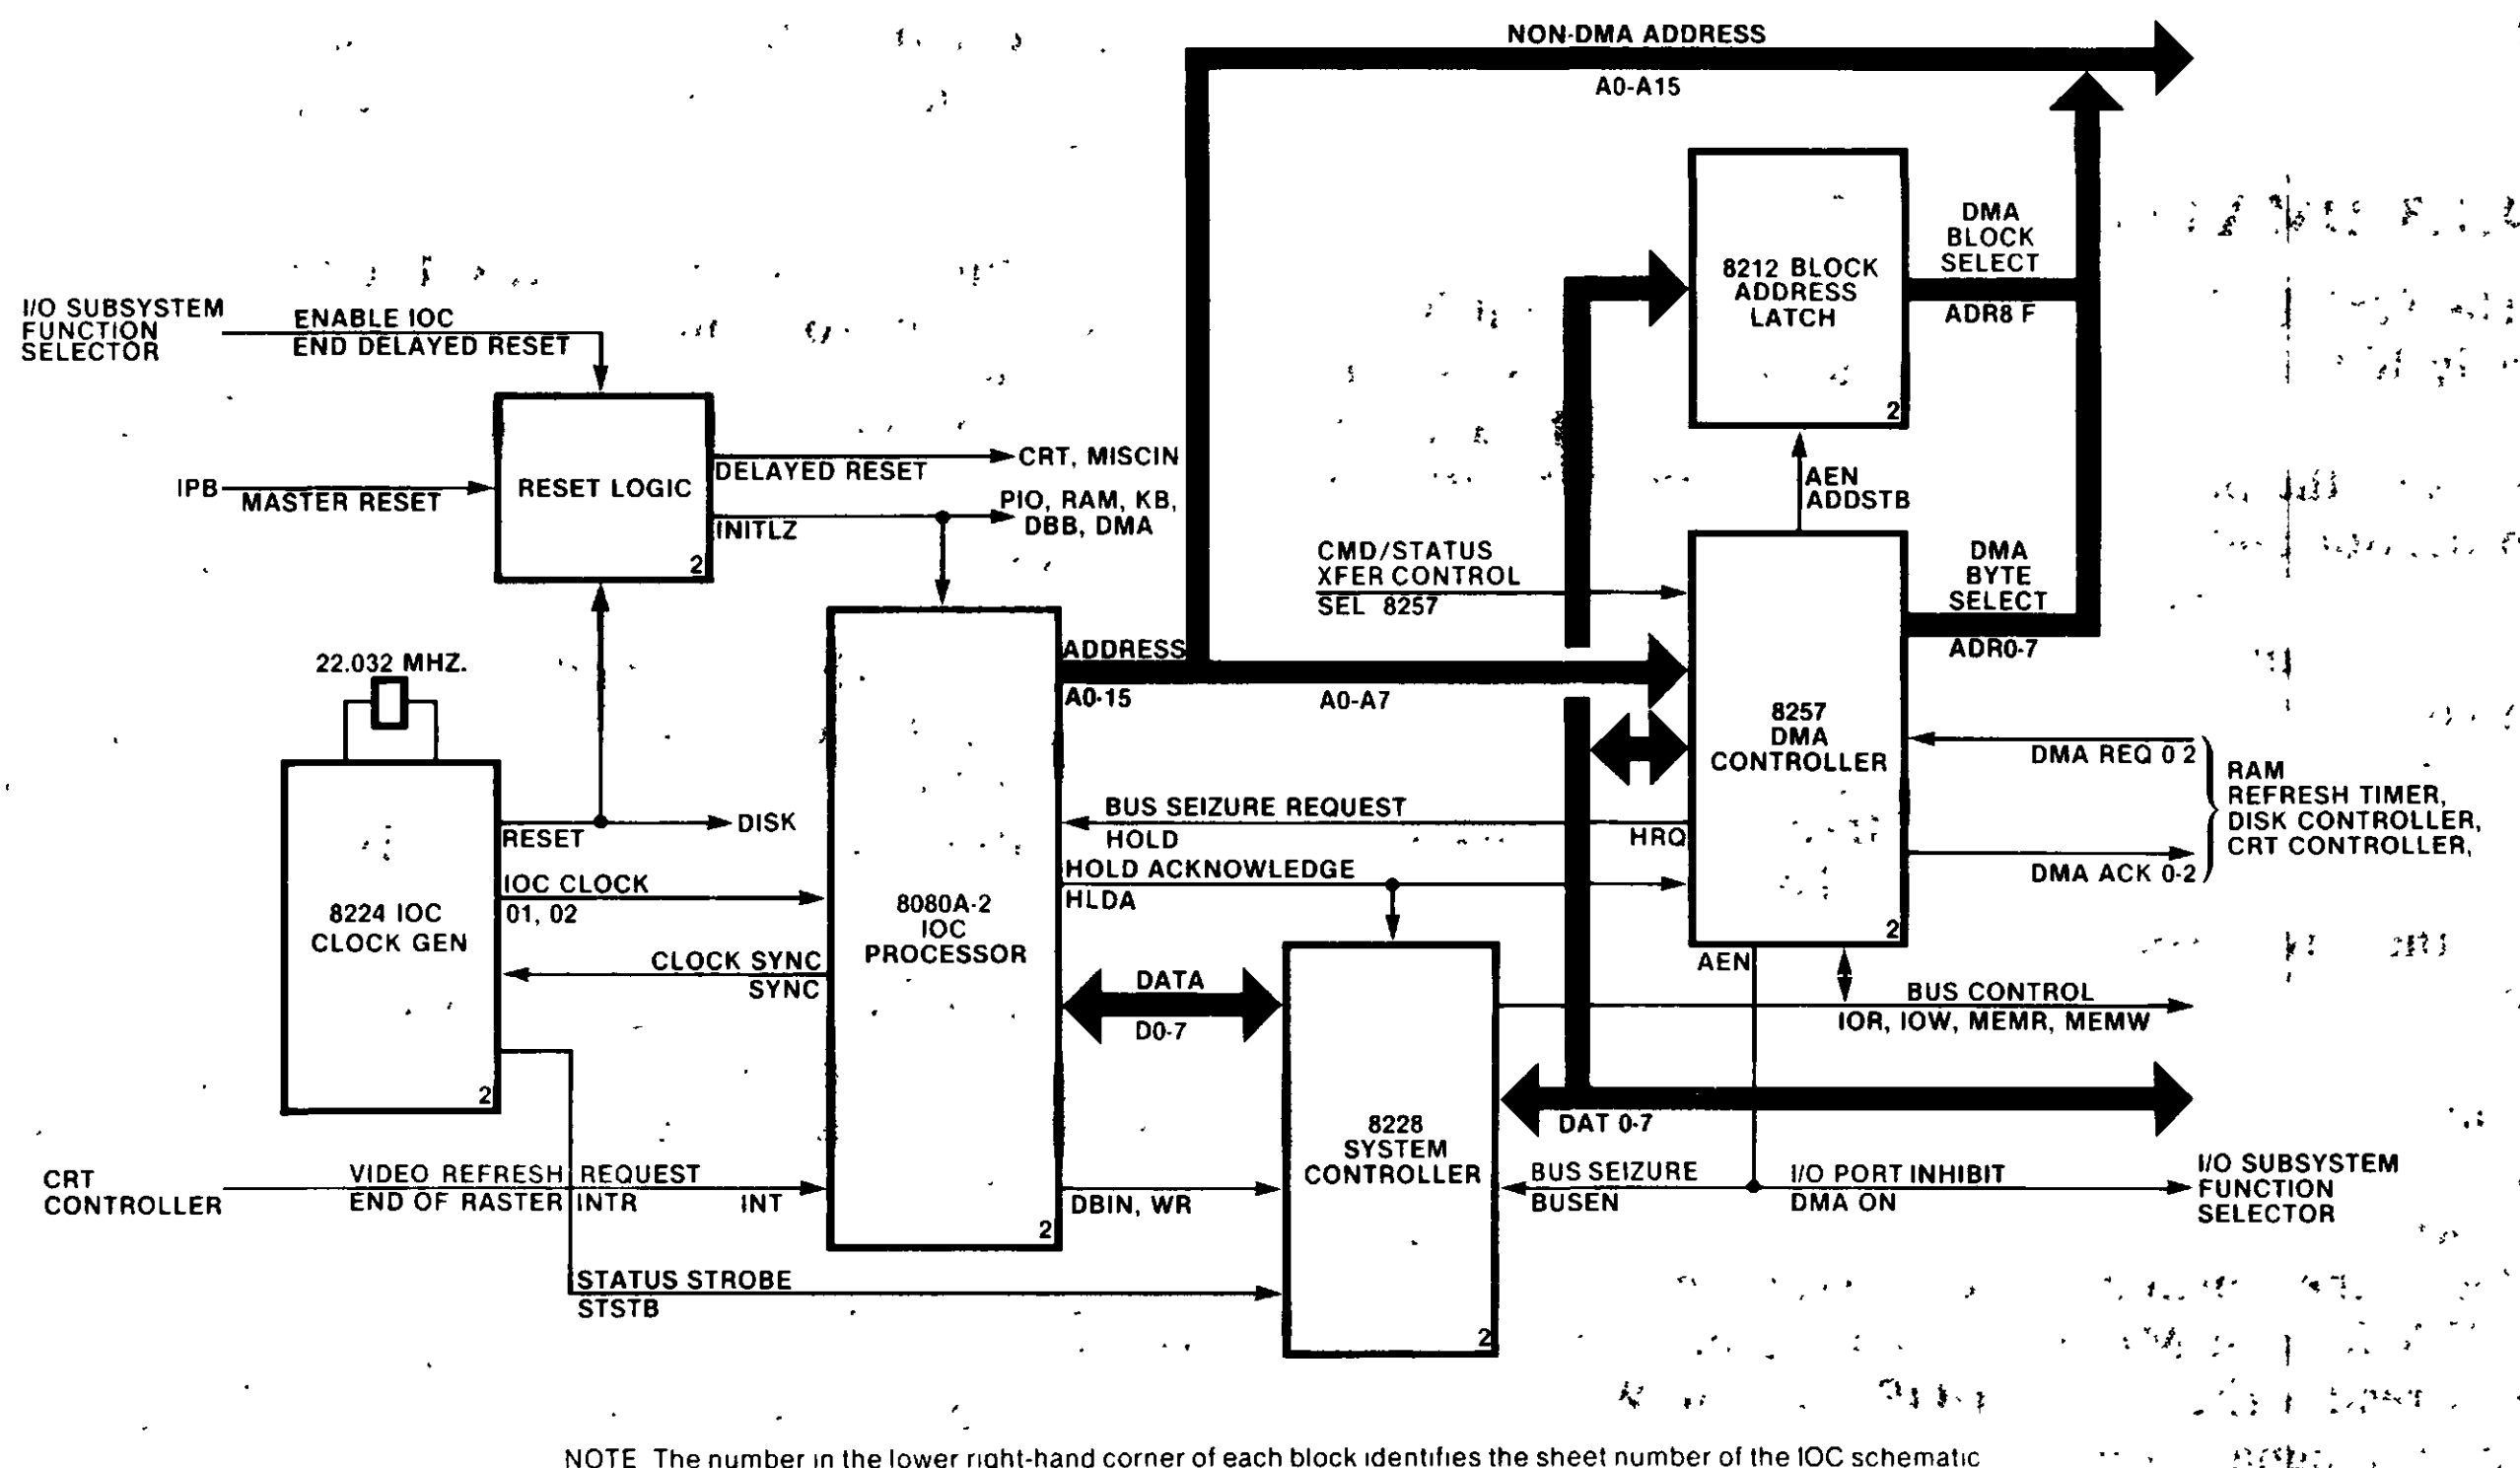 NON-DMA ADDRESS
A0-A15
DMA
BLOCK
SELECT
8212 BLOCK
ADDRESS
LATCH
ADR8 F
2
I/O SUBSYSTEM
FUNCTION
SELECTOR
ENABLE IOC
END DELAYED RESET
IPB
MASTER RESET
RESET LOGIC
2
DELAYED RESET
CRT, MISCIN
INITLZ
PIO, RAM, KB,
DBB, DMA
AEN
ADDSTB
CMD/STATUS
XFER CONTROL
SEL 8257
DMA
BYTE
SELECT
ADR0-7
22.032 MHZ.
ADDRESS
A0-15
A0-A7
8257
DMA
CONTROLLER
2
DMA REQ 0 2
DMA ACK 0-2
RAM
REFRESH TIMER,
DISK CONTROLLER,
CRT CONTROLLER,
RESET
DISK
BUS SEIZURE REQUEST
HOLD
HRQ
HOLD ACKNOWLEDGE
HLDA
8224 IOC
CLOCK GEN
2
IOC CLOCK
01, 02
CLOCK SYNC
SYNC
8080A-2
IOC
PROCESSOR
2
DATA
D0-7
AEN
BUS CONTROL
IOR, IOW, MEMR, MEMW
DAT 0-7
8228
SYSTEM
CONTROLLER
2
CRT
CONTROLLER
VIDEO REFRESH REQUEST
END OF RASTER INTR
INT
DBIN, WR
BUS SEIZURE
BUSEN
I/O PORT INHIBIT
DMA ON
I/O SUBSYSTEM
FUNCTION
SELECTOR
STATUS STROBE
STSTB
NOTE The number in the lower right-hand corner of each block identifies the sheet number of the IOC schematic